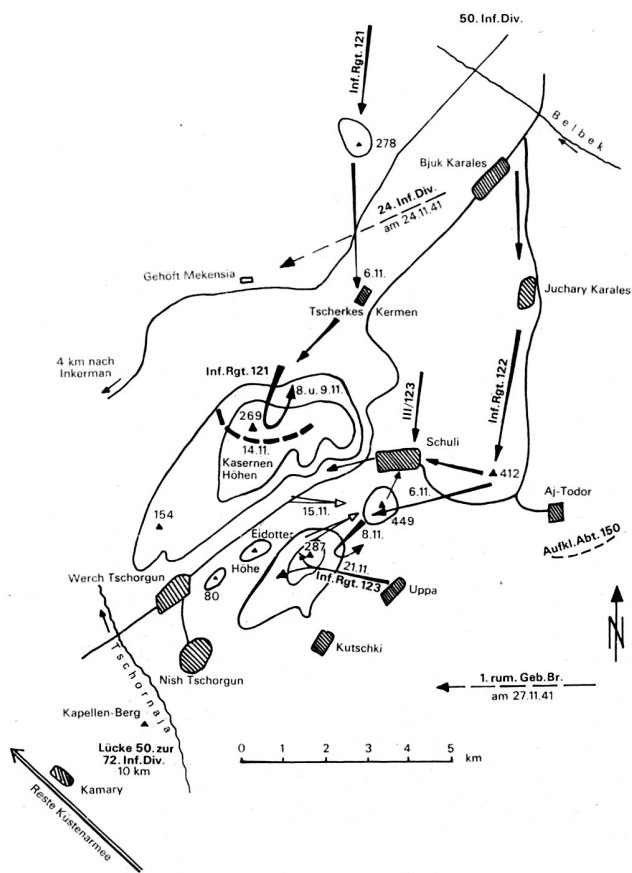 50. Inf.Div.
Inf.Rgt.121
Belbek
278
Bjuk Karales
24. Inf.Div.
am 24.11.41
Gehöft Mekensia
6.11.
Juchary Karales
Tscherkes Kermen
4 km nach
Inkerman
Inf.Rgt.121
8. u. 9.11.
III/123
Inf.Rgt. 122
269
14.11.
Kasernen
Höhen
Schuli
412
6.11.
Aj-Todor
154
15.11.
449
8.11.
Eidotter
Höhe
287
21.11.
Aufkl.Abt.150
Werch Tschorgun
80
Inf.Rgt.123
Uppa
N
Kutschki
Nish Tschorgun
Tschornaja
1. rum. Geb.Br.
am 27.11.41
Kapellen-Berg
Lücke 50. zur
72. Inf.Div.
10 km
0 1 2 3 4 5
km
Kamary
Reste Küstenarmee